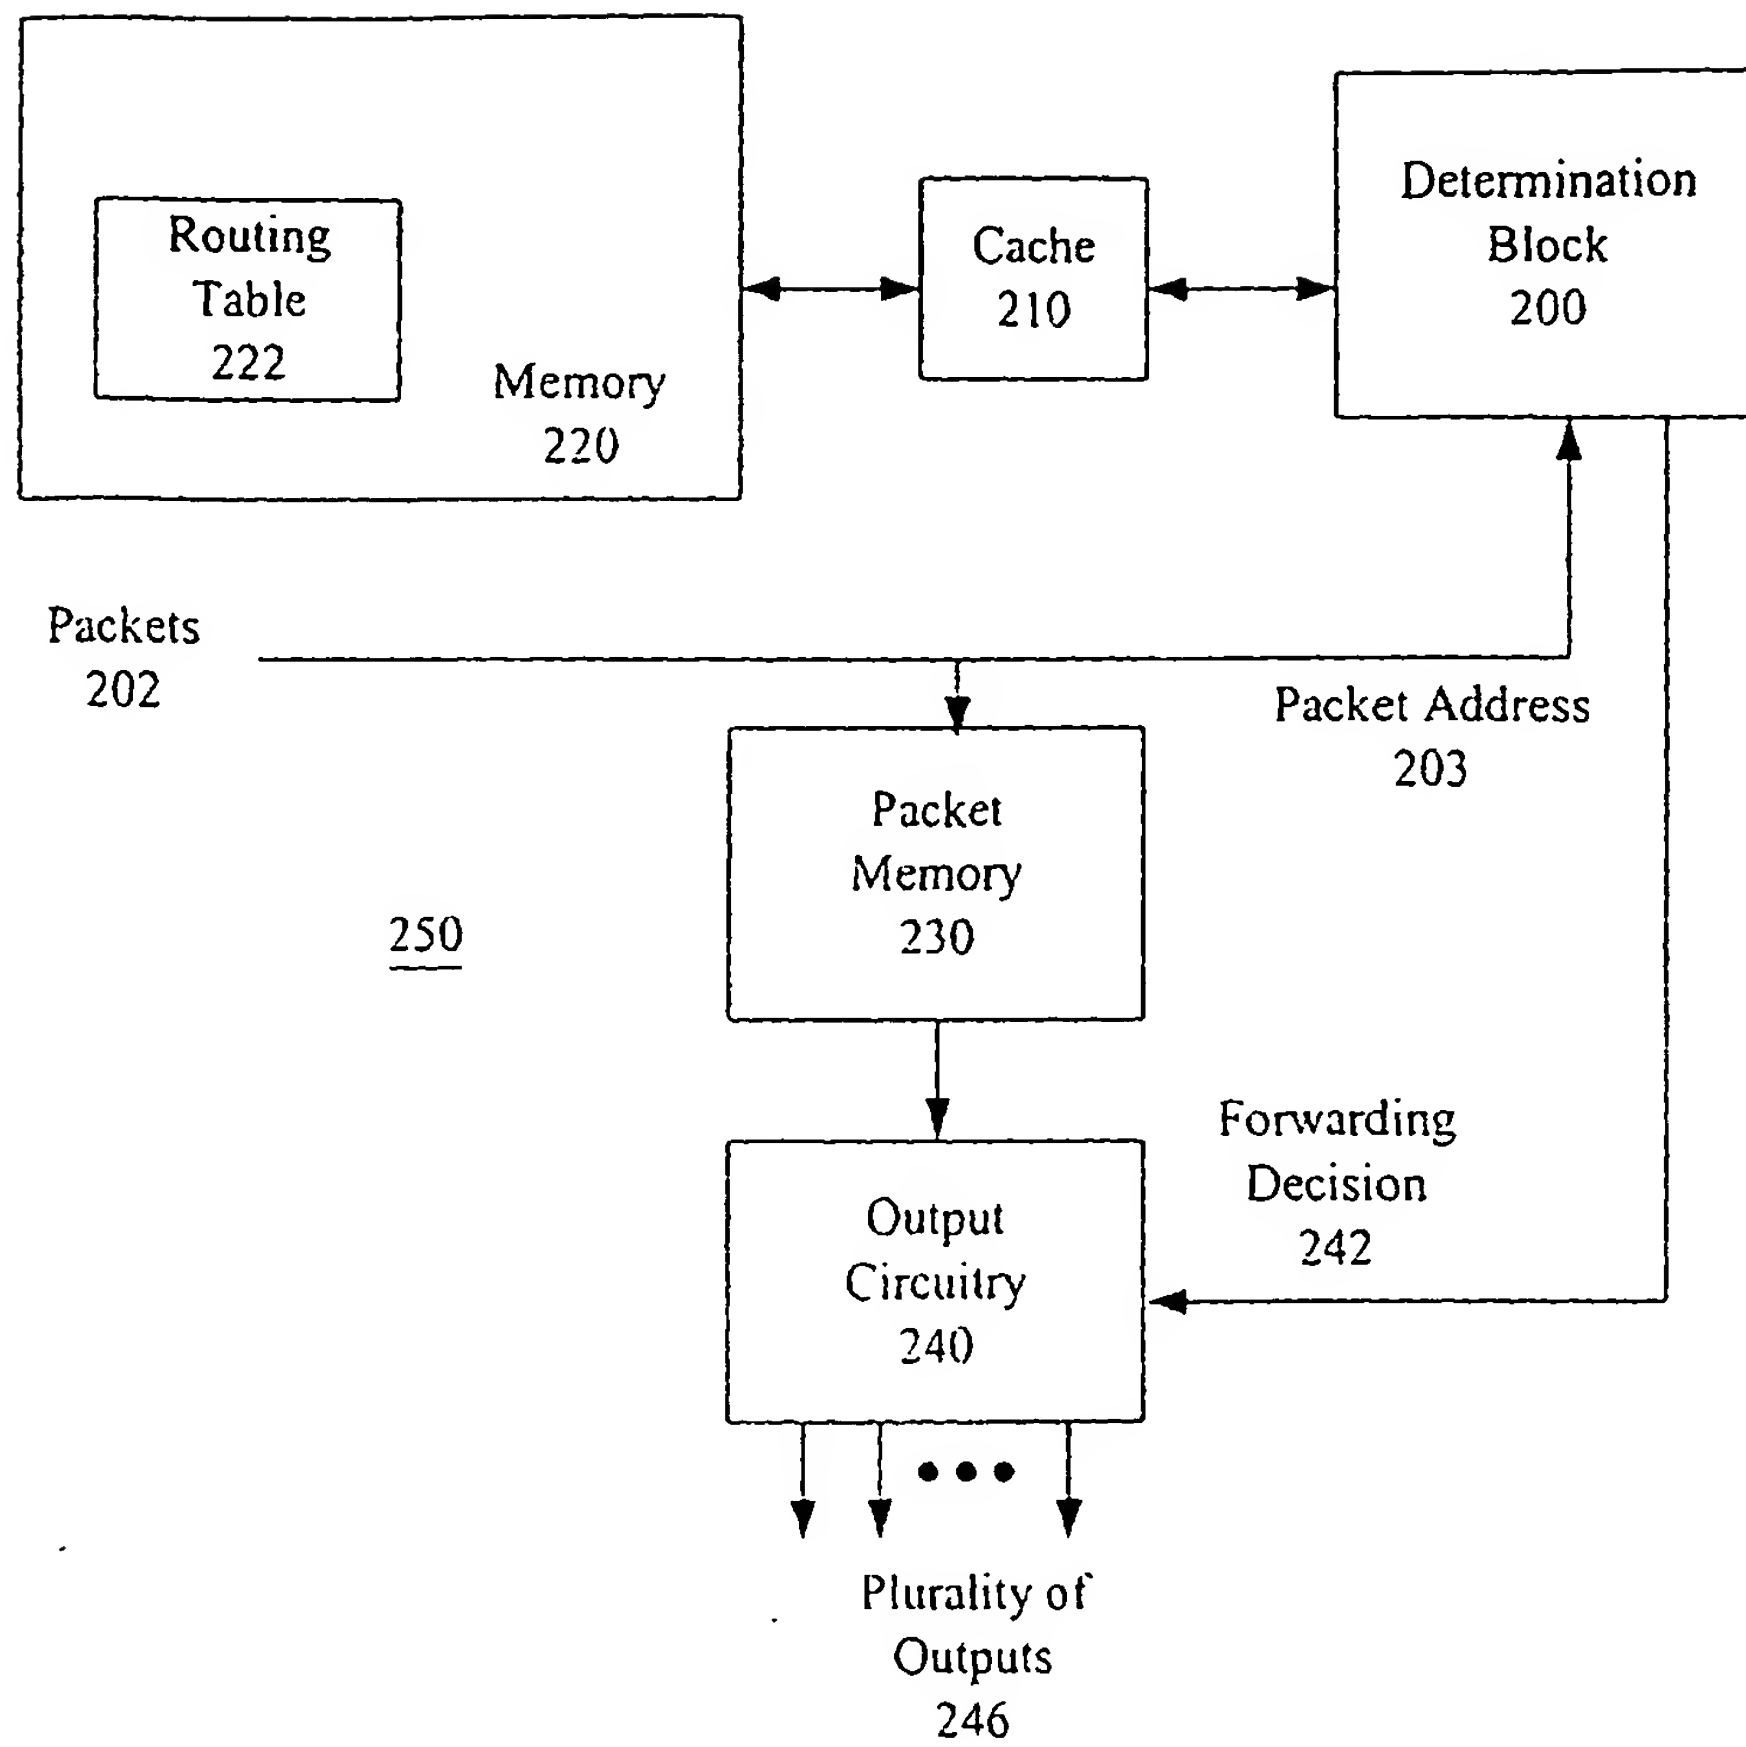 Routing
Table
222
Memory
220
Cache
210
Determination
Block
200
Packets
202
Packet Address
203
Packet
Memory
230
250
Forwarding
Decision
242
Output
Circuitry
240
Plurality of
Outputs
246